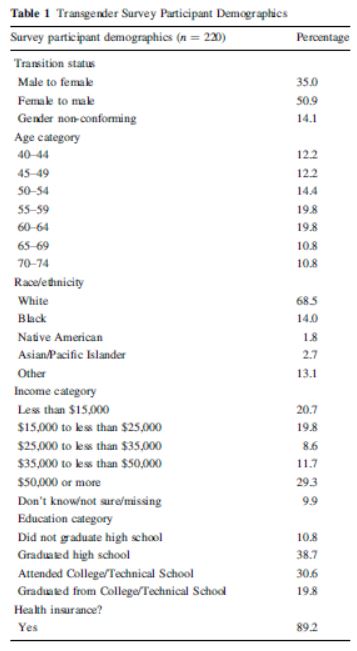 Table 1 Transgender Survey Participant Demographics
Survey participant demographics (n = 220) Percentage
Transition status
Male to female 35.0
Female to male 50.9
Gender non-conforming 14.1
Age category
40–44 12.2
45–49 12.2
50–54 14.4
55–59 19.8
60–64 19.8
65–69 10.8
70–74 10.8
Race/ethnicity
White 68.5
Black 14.0
Native American 1.8
Asian/Pacific Islander 2.7
Other 13.1
Income category
Less than $15,000 20.7
$15,000 to less than $25,000 19.8
$25,000 to less than $35,000 8.6
$35,000 to less than $50,000 11.7
$50,000 or more 29.3
Don't know/not sure/missing 9.9
Education category
Did not graduate high school 10.8
Graduated high school 38.7
Attended College/Technical School 30.6
Graduated from College/Technical School 19.8
Health insurance?
Yes 89.2